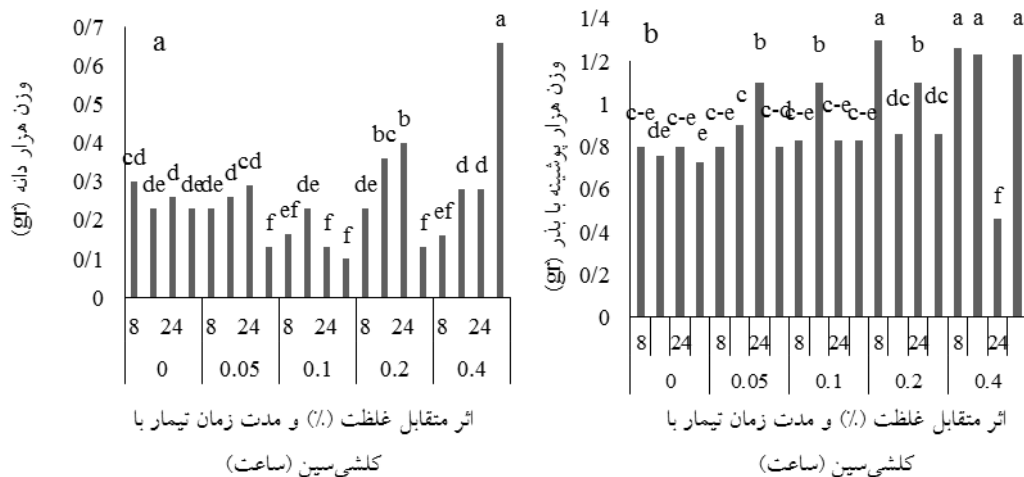 a
وزن هزار دانه (gr)
0/7
0/6
0/5
0/4
0/3
0/2
0/1
0
cd de d de de d cd f ef de f f de bc b f ef d d a
8 24 8 24 8 24 8 24 8 24
0 0.05 0.1 0.2 0.4
اثر متقابل غلظت (٪) و مدت زمان تیمار با
کلشی‌سین (ساعت)
b
وزن هزار پوشینه با بذر (gr)
1/4
1/2
1
0/8
0/6
0/4
0/2
0
c-e de c-e e c-e c b c-d c-e b c-e c-e a dc b dc a a f a
8 24 8 24 8 24 8 24 8 24
0 0.05 0.1 0.2 0.4
اثر متقابل غلظت (٪) و مدت زمان تیمار با
کلشی‌سین (ساعت)